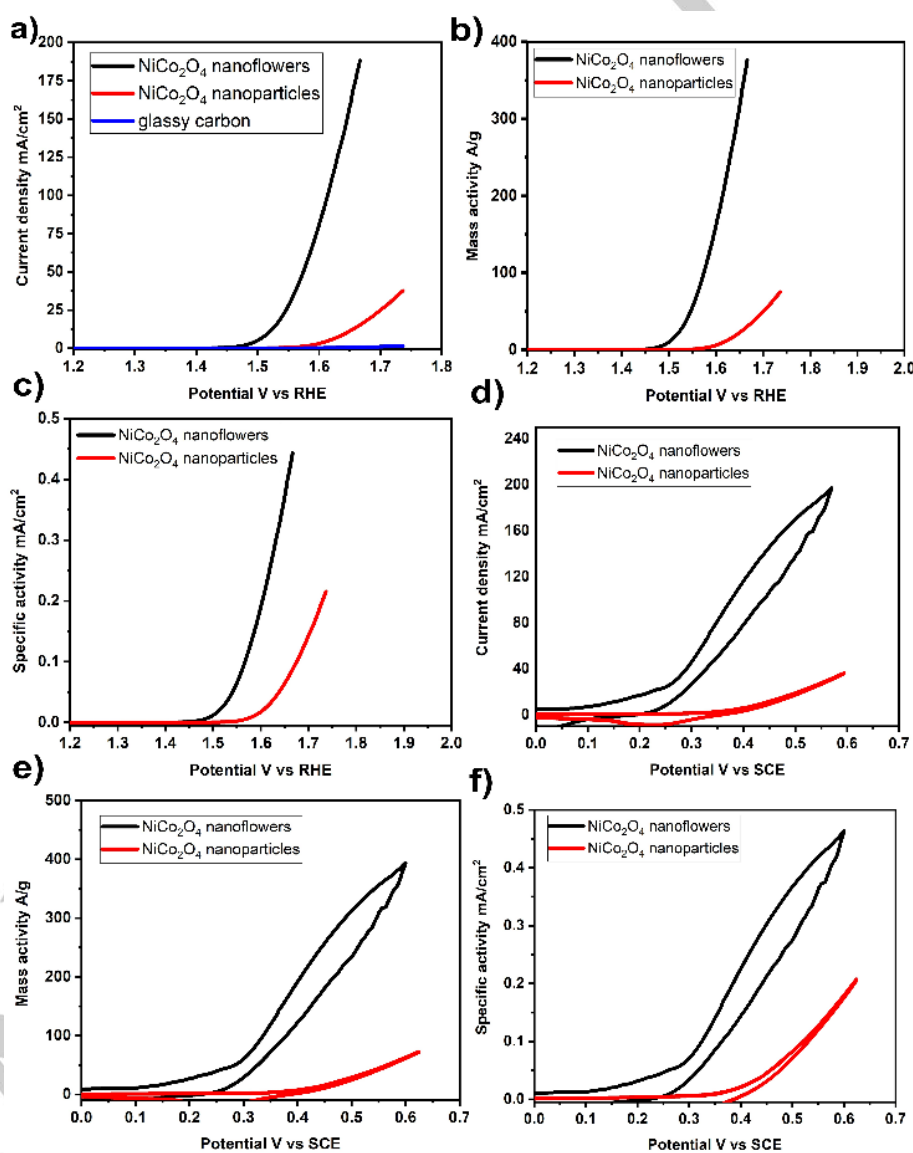 a)
200
175
150
125
100
75
50
25
0
NiCo₂O₄ nanoflowers
NiCo₂O₄ nanoparticles
glassy carbon
Current density mA/cm²
1.2 1.3 1.4 1.5 1.6 1.7 1.8
Potential V vs RHE
b)
400
300
200
100
0
NiCo₂O₄ nanoflowers
NiCo₂O₄ nanoparticles
Mass activity A/g
1.2 1.3 1.4 1.5 1.6 1.7 1.8 1.9 2.0
Potential V vs RHE
c)
0.5
0.4
0.3
0.2
0.1
0.0
NiCo₂O₄ nanoflowers
NiCo₂O₄ nanoparticles
Specific activity mA/cm²
1.2 1.3 1.4 1.5 1.6 1.7 1.8 1.9 2.0
Potential V vs RHE
d)
240
200
160
120
80
40
0
NiCo₂O₄ nanoflowers
NiCo₂O₄ nanoparticles
Current density mA/cm²
0.0 0.1 0.2 0.3 0.4 0.5 0.6 0.7
Potential V vs SCE
e)
500
400
300
200
100
0
NiCo₂O₄ nanoflowers
NiCo₂O₄ nanoparticles
Mass activity A/g
0.0 0.1 0.2 0.3 0.4 0.5 0.6 0.7
Potential V vs SCE
f)
0.5
0.4
0.3
0.2
0.1
0.0
NiCo₂O₄ nanoflowers
NiCo₂O₄ nanoparticles
Specific activity mA/cm²
0.0 0.1 0.2 0.3 0.4 0.5 0.6 0.7
Potential V vs SCE